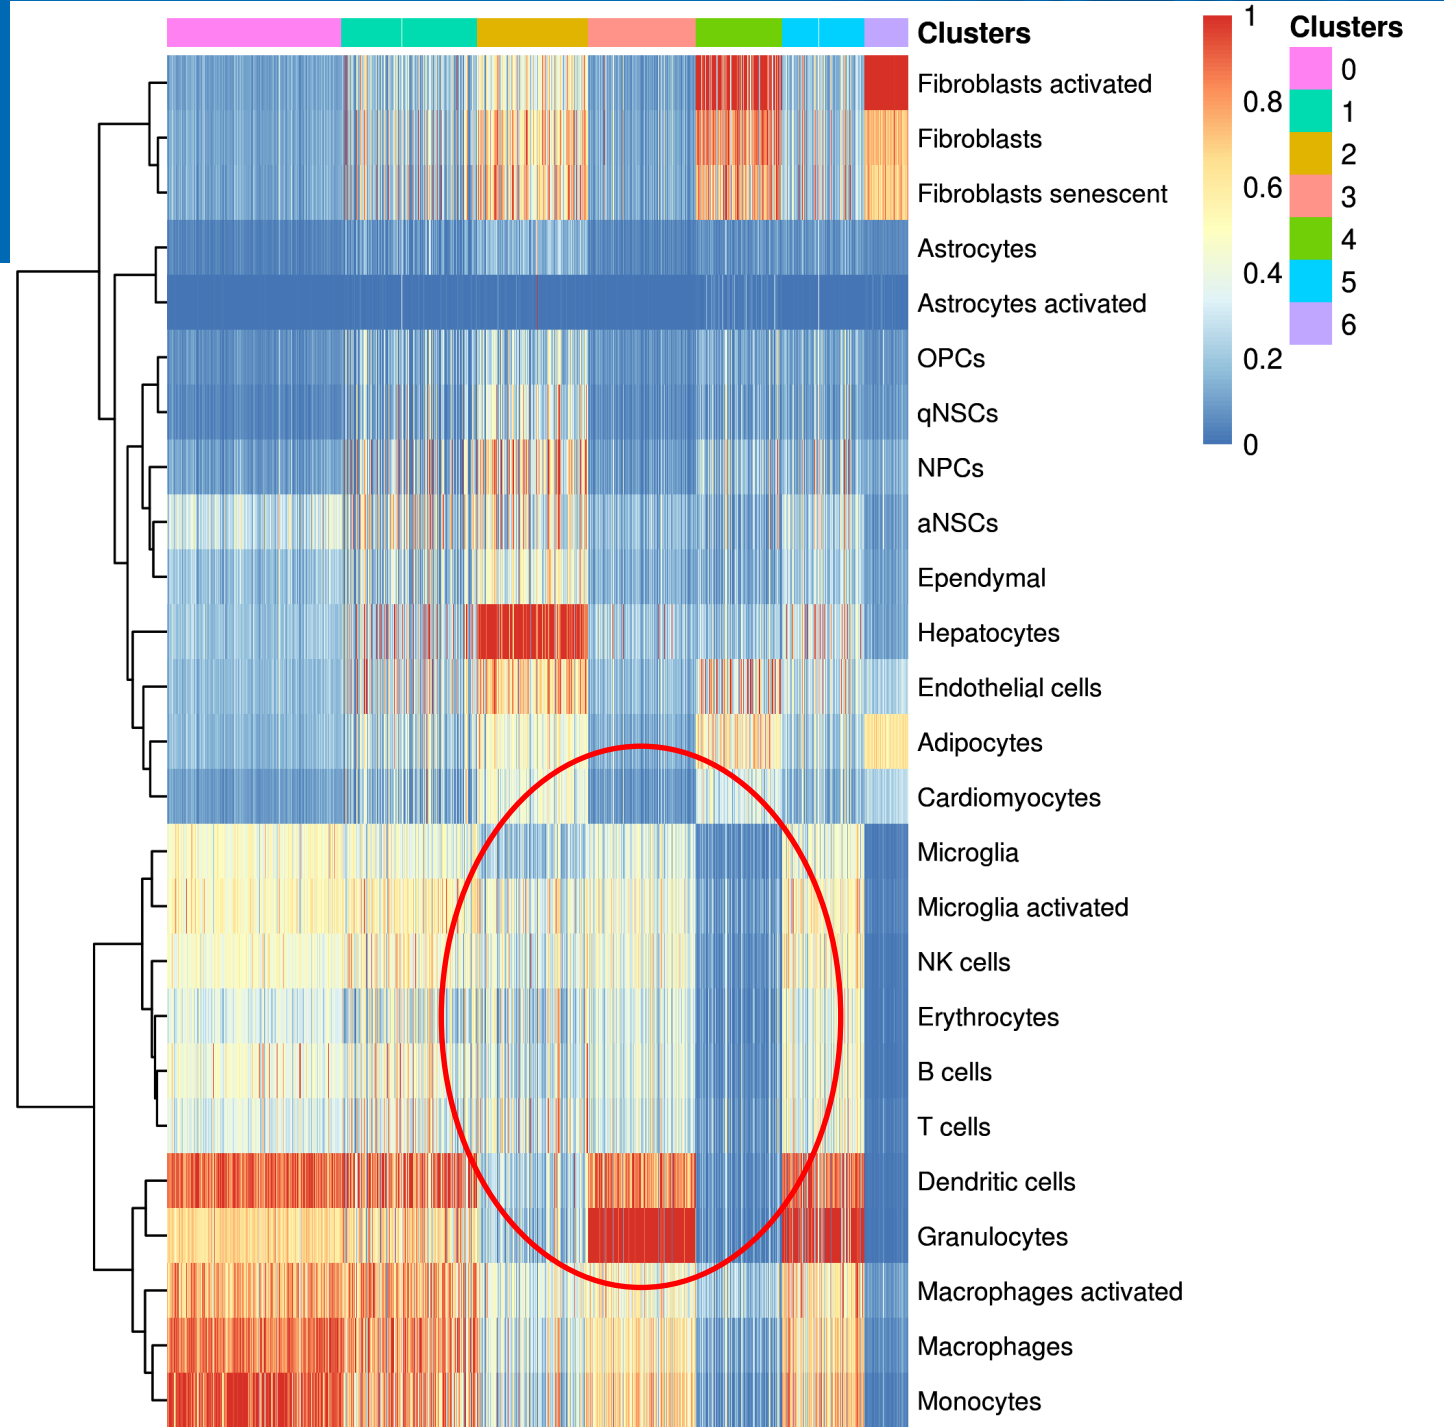 Clusters
Fibroblasts activated
Fibroblasts
Fibroblasts senescent
Astrocytes
Astrocytes activated
OPCs
qNSCs
NPCs
aNSCs
Ependymal
Hepatocytes
Endothelial cells
Adipocytes
Cardiomyocytes
Microglia
Microglia activated
NK cells
Erythrocytes
B cells
T cells
Dendritic cells
Granulocytes
Macrophages activated
Macrophages
Monocytes
1
0.8
0.6
0.4
0.2
0
Clusters
0
1
2
3
4
5
6